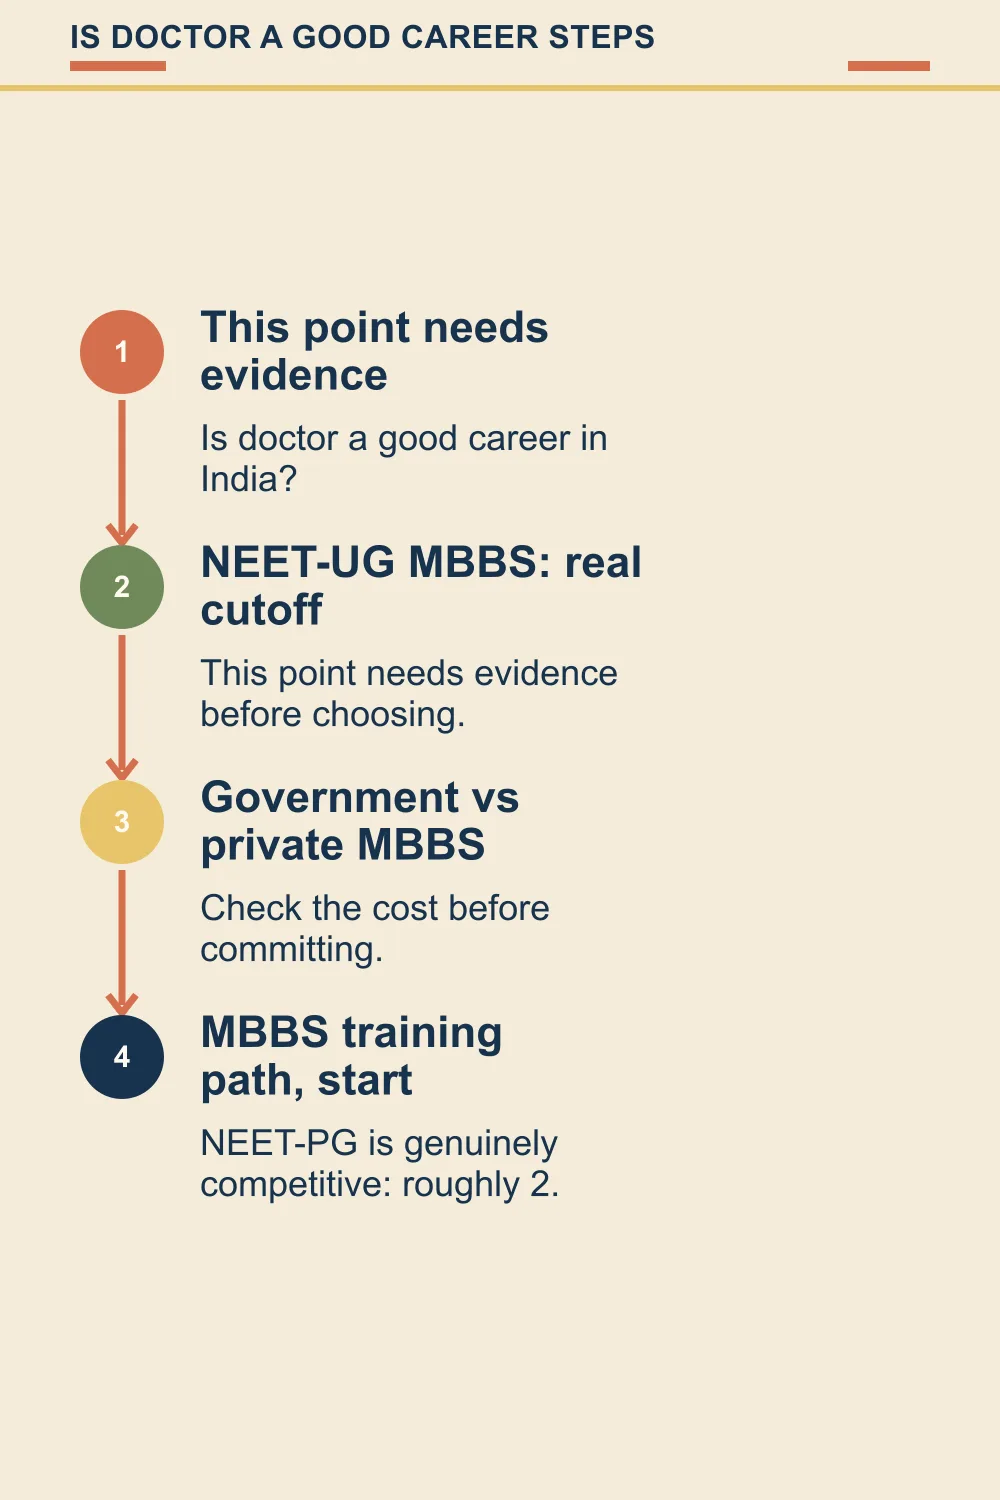 IS DOCTOR A GOOD CAREER STEPS
1
This point needs
evidence
Is doctor a good career in
India?
2
NEET-UG MBBS: real
cutoff
This point needs evidence
before choosing.
3
Government vs
private MBBS
Check the cost before
committing.
4
MBBS training
path, start
NEET-PG is genuinely
competitive: roughly 2.